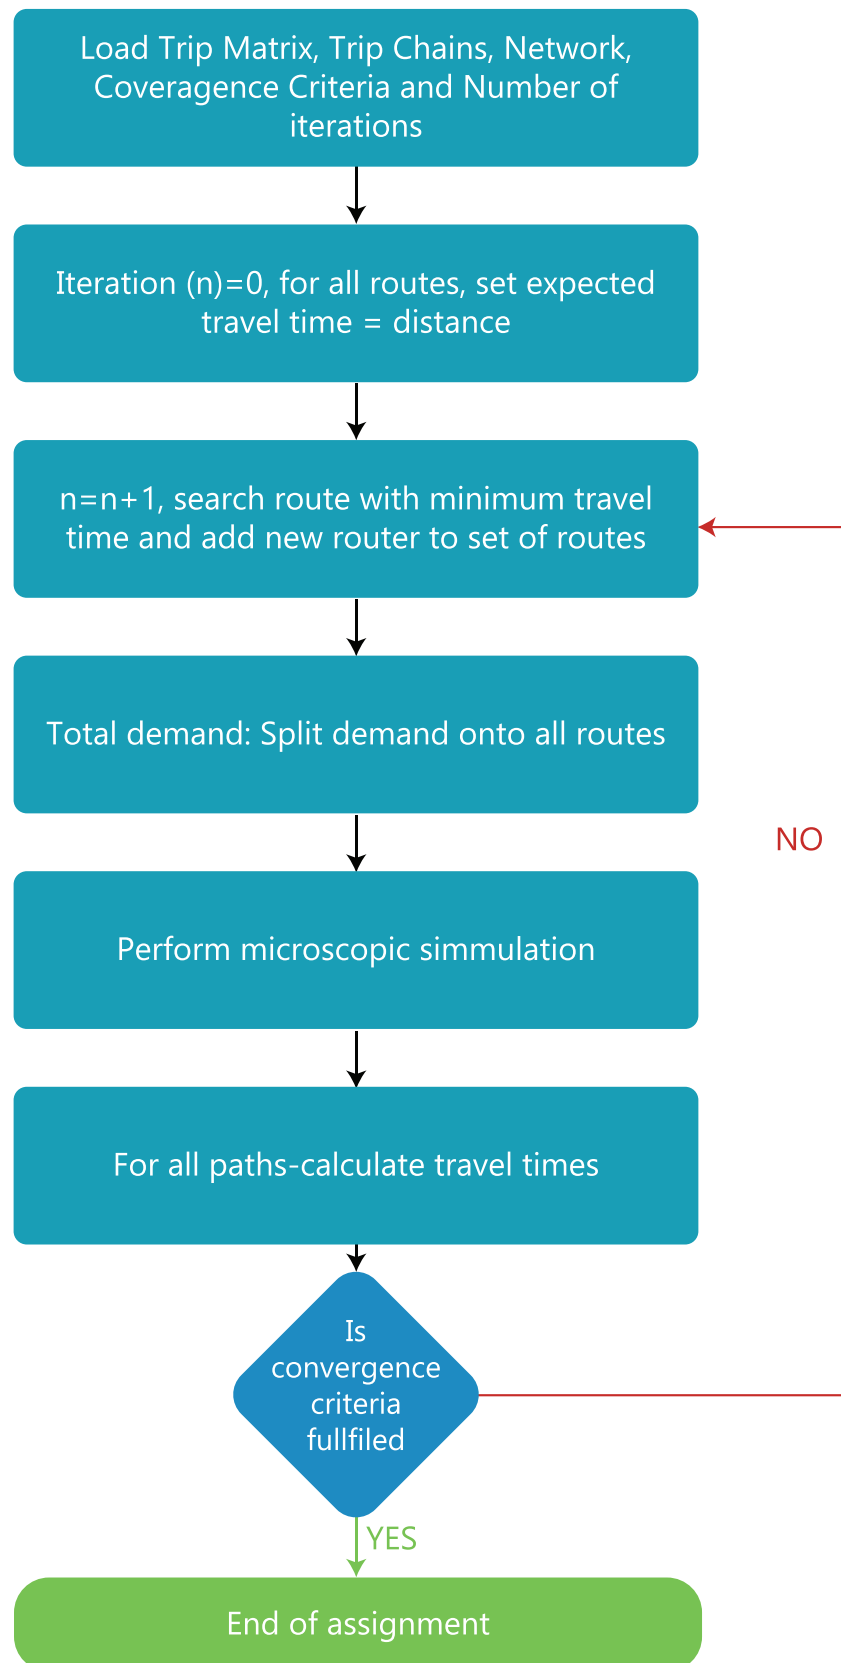 Load Trip Matrix, Trip Chains, Network,
Coveragence Criteria and Number of
iterations
Iteration (n)=0, for all routes, set expected
travel time = distance
n=n+1, search route with minimum travel
time and add new router to set of routes
Total demand: Split demand onto all routes
NO
Perform microscopic simmulation
For all paths-calculate travel times
Is
convergence
criteria
fullfiled
YES
End of assignment